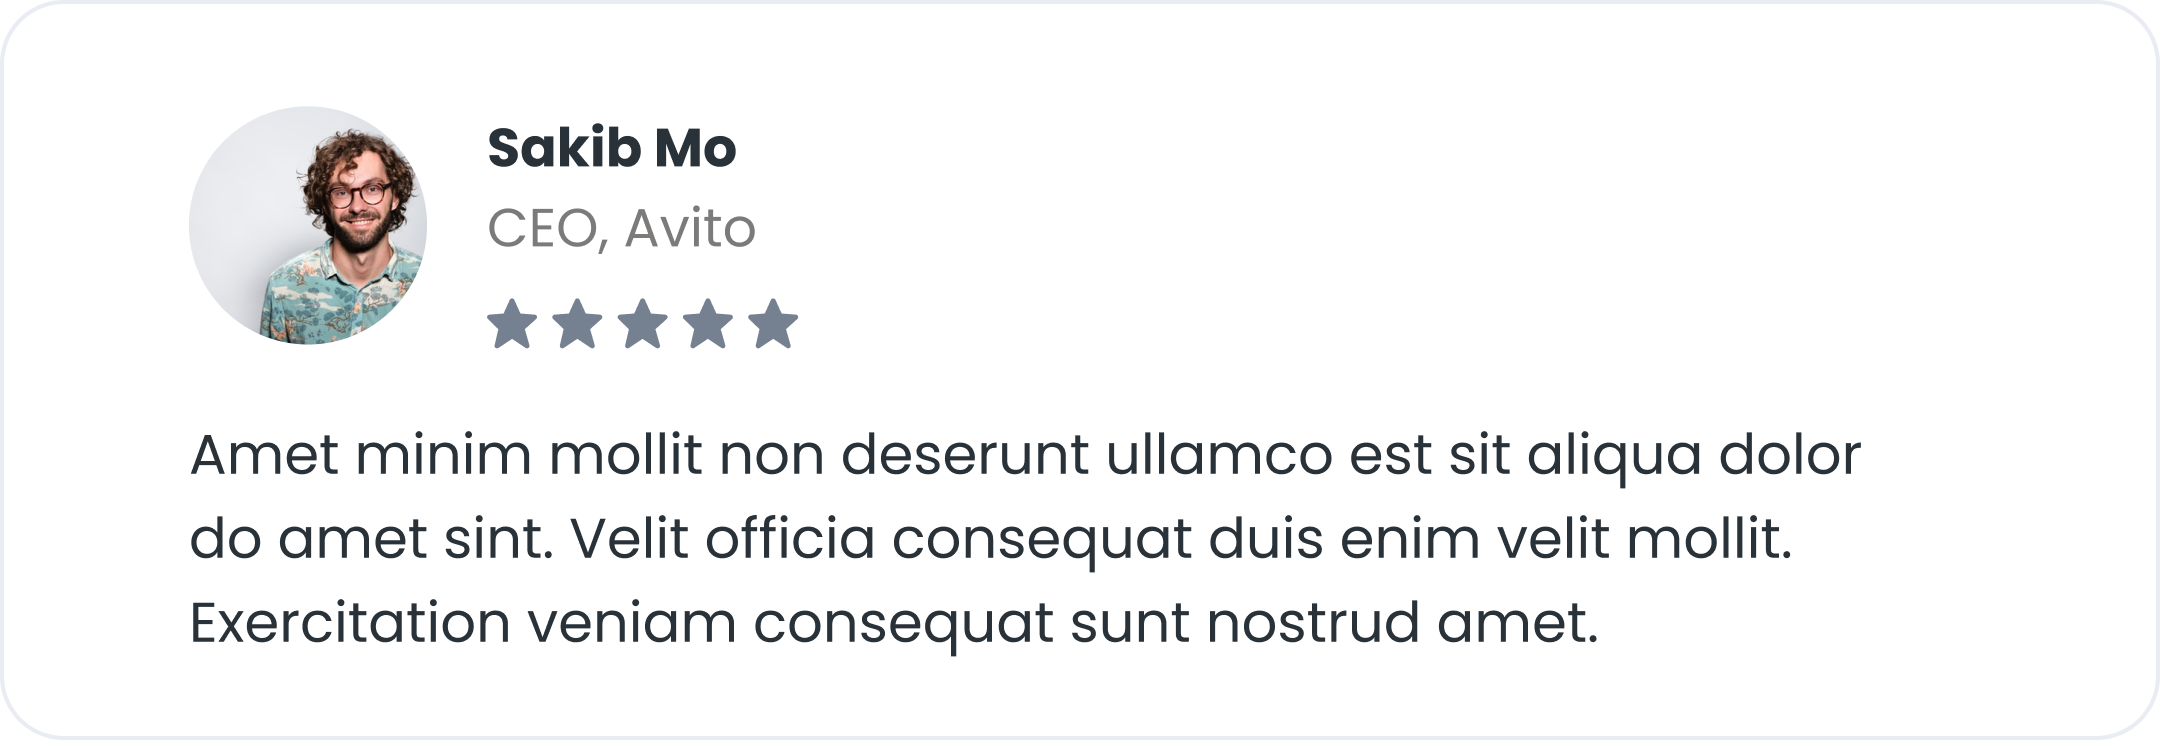 Sakib Mo
CEO, Avito
Amet minim mollit non deserunt ullamco est sit aliqua dolor
do amet sint. Velit officia consequat duis enim velit mollit.
Exercitation veniam consequat sunt nostrud amet.